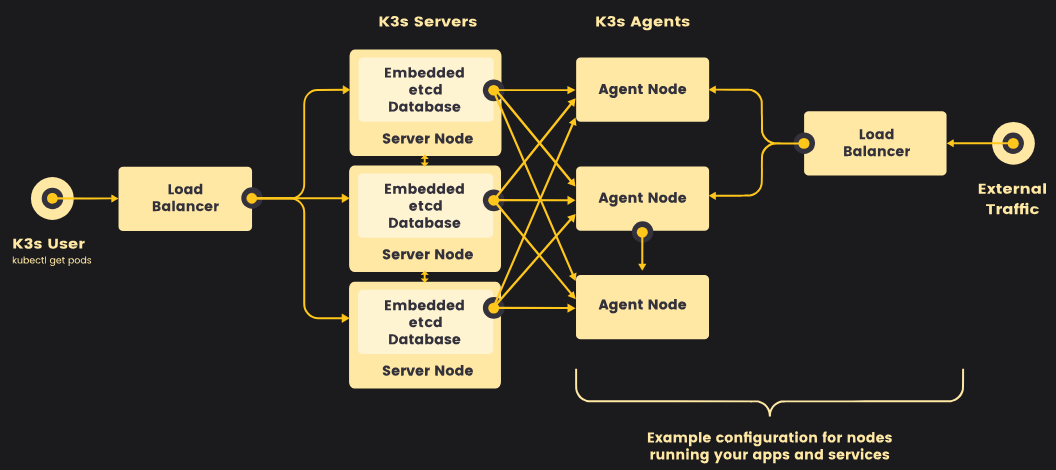 K3s Servers
K3s Agents
Embedded
etcd
Database
Server Node
Embedded
etcd
Database
Server Node
Embedded
etcd
Database
Server Node
Agent Node
Agent Node
Agent Node
Load
Balancer
K3s User
kubectl get pods
Load
Balancer
External
Traffic
Example configuration for nodes
running your apps and services